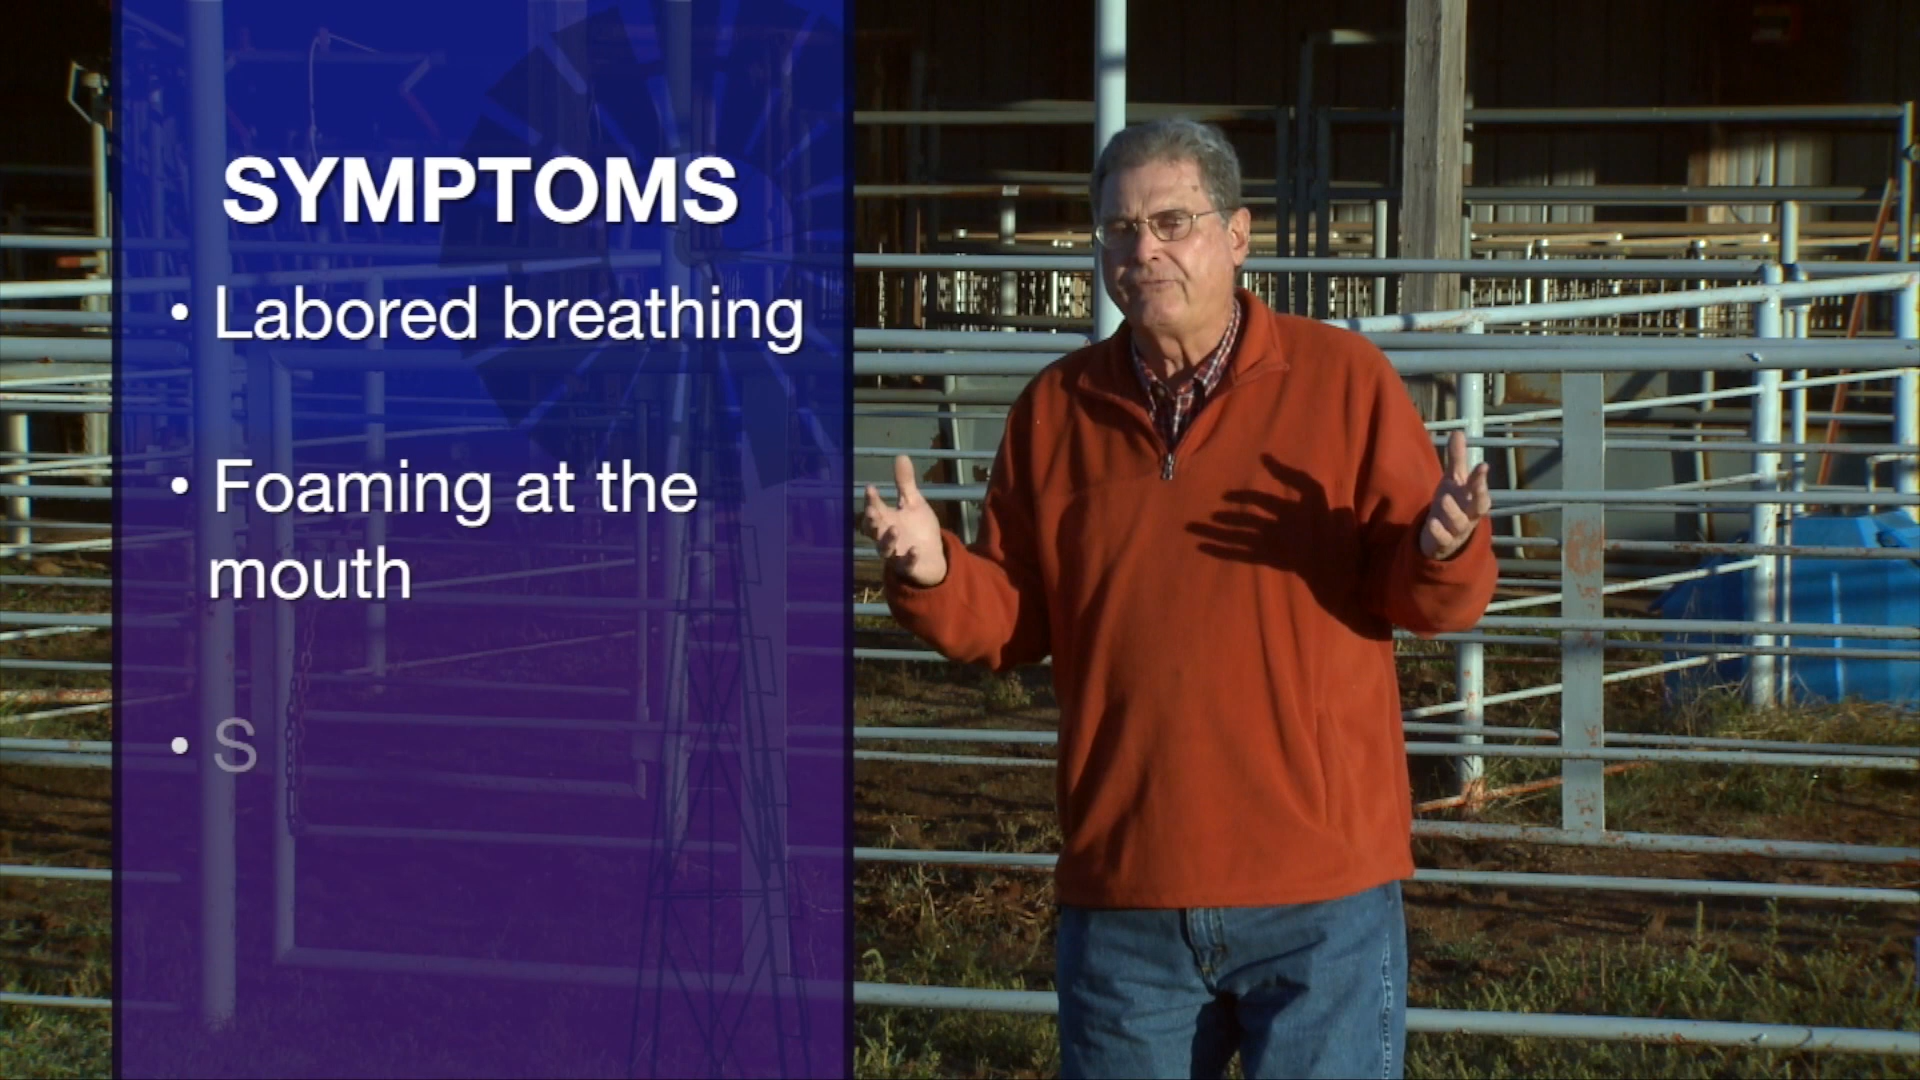 SYMPTOMS
• Labored breathing
• Foaming at the
mouth
• S